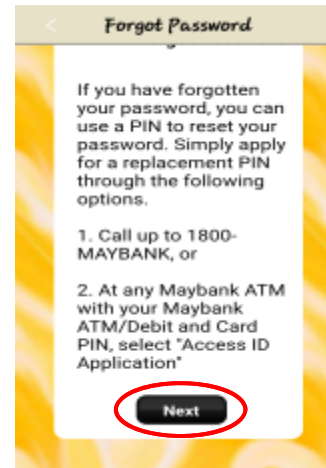 Forgot Password
If you have forgotten
your password, you can
use a PIN to reset your
password. Simply apply
for a replacement PIN
through the following
options.
1. Call up to 1800-
MAYBANK, or
2. At any Maybank ATM
with your Maybank
ATM/Debit and Card
PIN, select "Access ID
Application"
Next